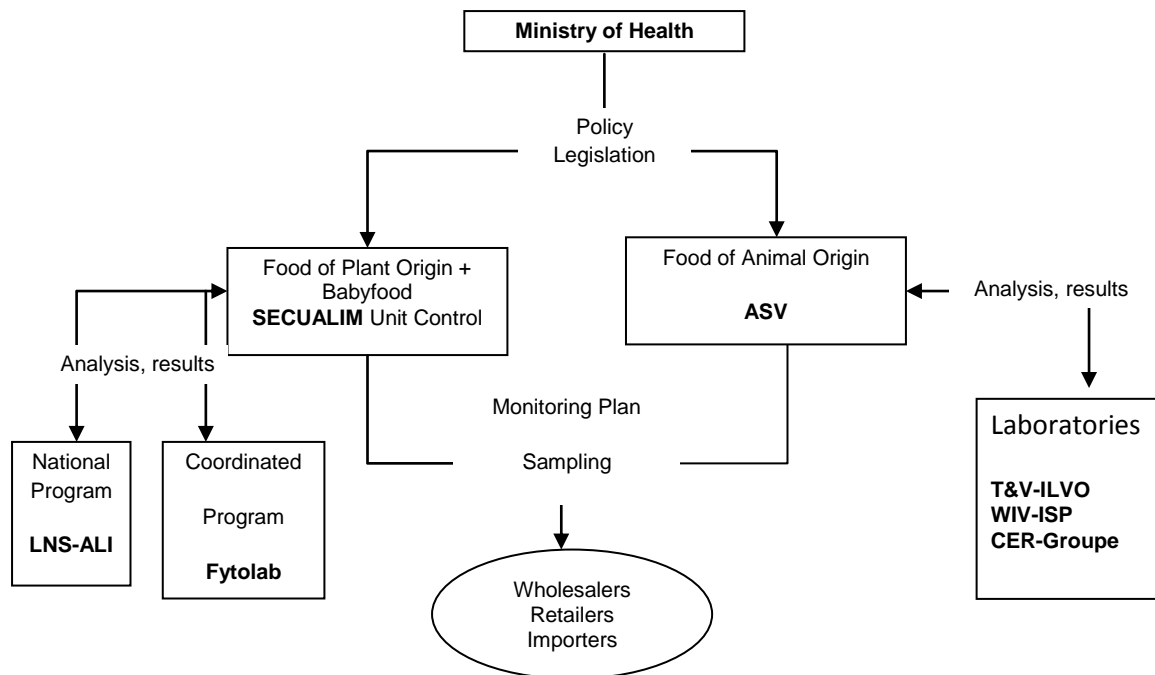 Ministry of Health
Policy
Legislation
Food of Plant Origin +
Babyfood
SECUALIM Unit Control
Food of Animal Origin
ASV
Analysis, results
Analysis, results
Monitoring Plan
Sampling
National
Program
LNS-ALI
Coordinated
Program
Fytolab
Laboratories
T&V-ILVO
WIV-ISP
CER-Groupe
Wholesalers
Retailers
Importers